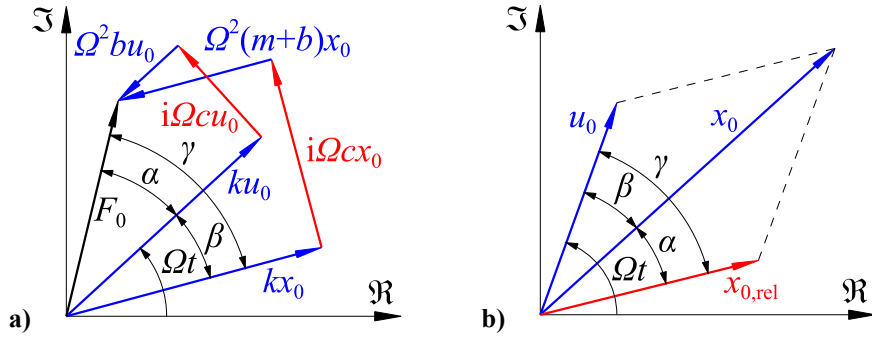 ℑ
Ω²bu₀
Ω²(m+b)x₀
iΩcu₀
iΩcx₀
γ
α
ku₀
F₀
β
Ωt
kx₀
ℜ
a)
ℑ
u₀
x₀
γ
β
α
Ωt
x₀,rel
ℜ
b)